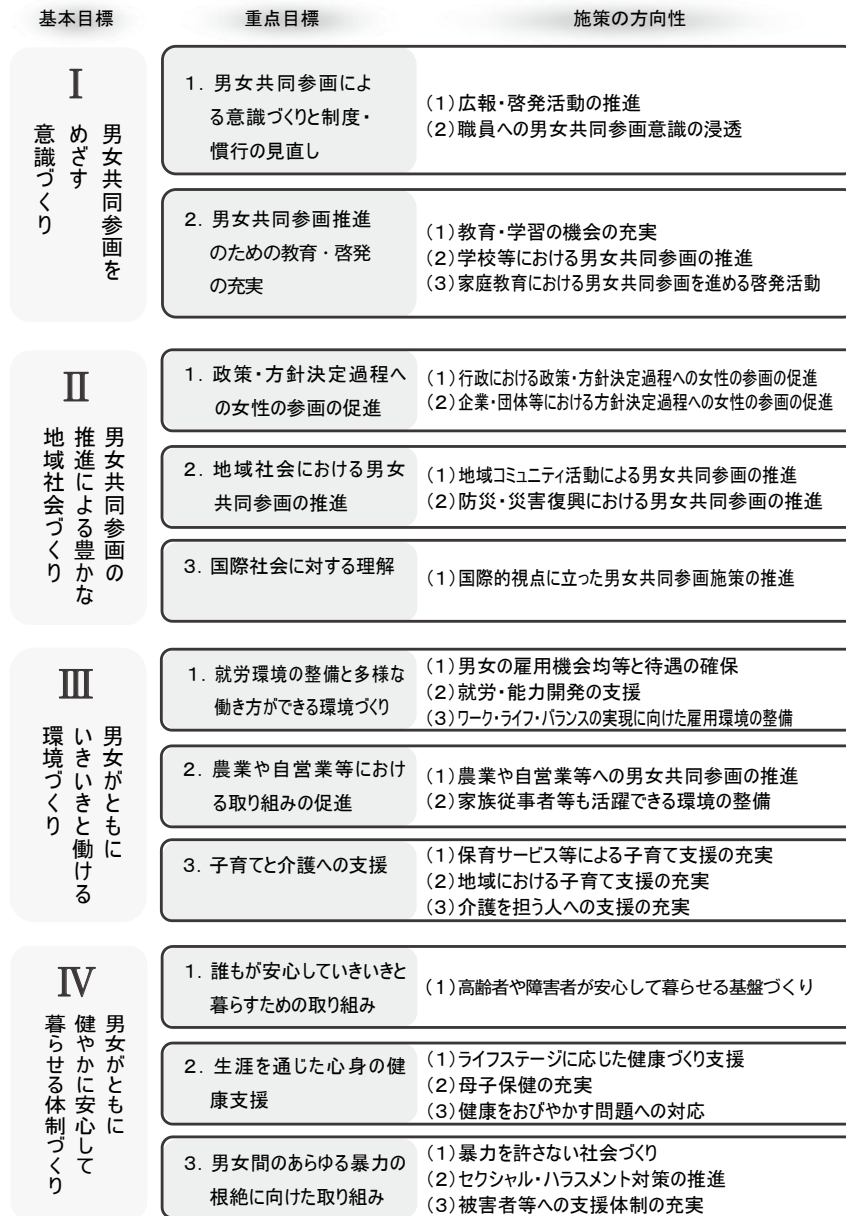 基本目標 重点目標 施策の方向性
Ⅰ
男女共同参画を
めざす
意識づくり
1. 男女共同参画によ
る意識づくりと制度・
慣行の見直し
(1)広報・啓発活動の推進
(2)職員への男女共同参画意識の浸透
2. 男女共同参画推進
のための教育・啓発
の充実
(1)教育・学習の機会の充実
(2)学校等における男女共同参画の推進
(3)家庭教育における男女共同参画を進める啓発活動
Ⅱ
男女共同参画の
推進による豊かな
地域社会づくり
1. 政策・方針決定過程へ
の女性の参画の促進
(1)行政における政策・方針決定過程への女性の参画の促進
(2)企業・団体等における方針決定過程への女性の参画の促進
2. 地域社会における男女
共同参画の推進
(1)地域コミュニティ活動による男女共同参画の推進
(2)防災・災害復興における男女共同参画の推進
3. 国際社会に対する理解
(1)国際的視点に立った男女共同参画施策の推進
Ⅲ
男女がともに
いきいきと働ける
環境づくり
1. 就労環境の整備と多様な
働き方ができる環境づくり
(1)男女の雇用機会均等と待遇の確保
(2)就労・能力開発の支援
(3)ワーク・ライフ・バランスの実現に向けた雇用環境の整備
2. 農業や自営業等におけ
る取り組みの促進
(1)農業や自営業等への男女共同参画の推進
(2)家族従事者等も活躍できる環境の整備
3. 子育てと介護への支援
(1)保育サービス等による子育て支援の充実
(2)地域における子育て支援の充実
(3)介護を担う人への支援の充実
Ⅳ
男女がともに
健やかに安心して
暮らせる体制づくり
1. 誰もが安心していきいきと
暮らすための取り組み
(1)高齢者や障害者が安心して暮らせる基盤づくり
2. 生涯を通じた心身の健
康支援
(1)ライフステージに応じた健康づくり支援
(2)母子保健の充実
(3)健康をおびやかす問題への対応
3. 男女間のあらゆる暴力の
根絶に向けた取り組み
(1)暴力を許さない社会づくり
(2)セクシャル・ハラスメント対策の推進
(3)被害者等への支援体制の充実